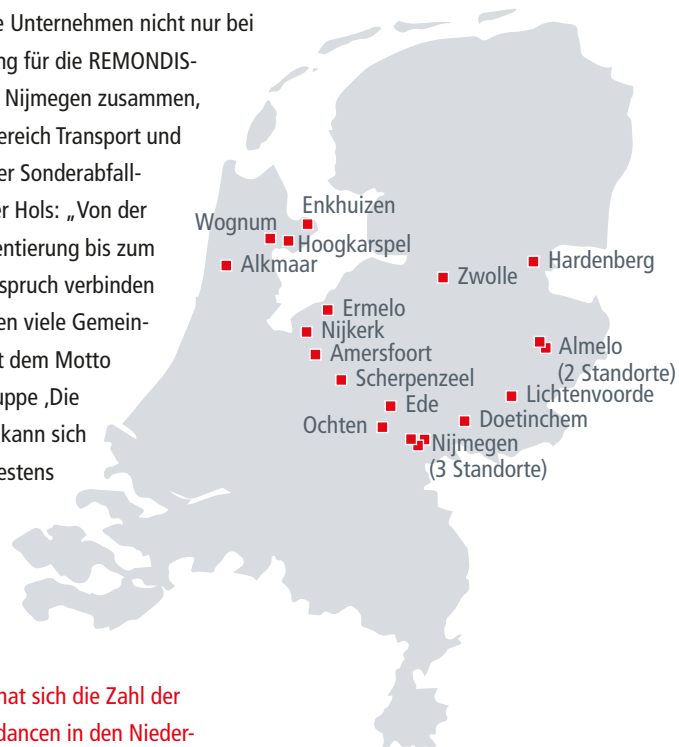 e Unternehmen nicht nur bei
ng für die REMONDIS-
Nijmegen zusammen,
ereich Transport und
er Sonderabfall-
er Hols: „Von der
entierung bis zum
spruch verbinden
en viele Gemein-
t dem Motto
uppe ‚Die
kann sich
estens
hat sich die Zahl der
dancen in den Nieder-
Enkhuizen
Wognum
Hoogkarspel
Alkmaar
Zwolle
Hardenberg
Ermelo
Nijkerk
Amersfoort
Almelo
(2 Standorte)
Scherpenzeel
Lichtenvoorde
Ede
Doetinchem
Ochten
Nijmegen
(3 Standorte)